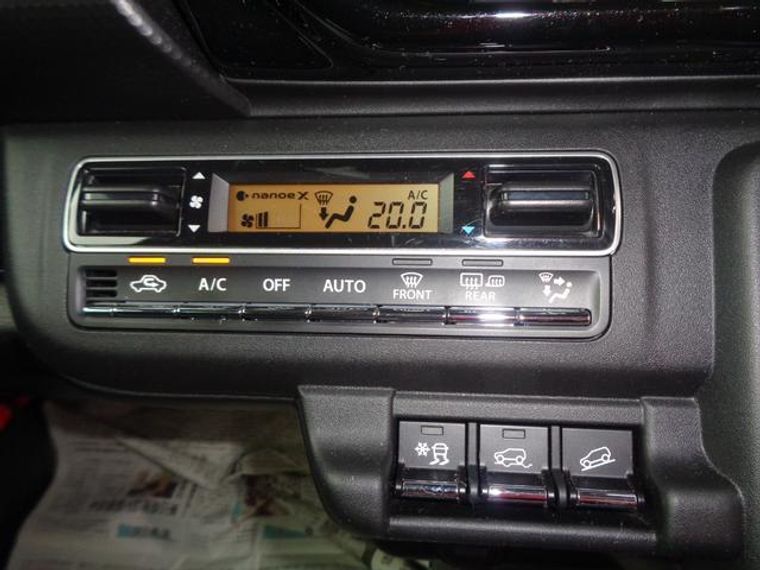 nanoe X A/C
20.0
A/C OFF AUTO FRONT REAR